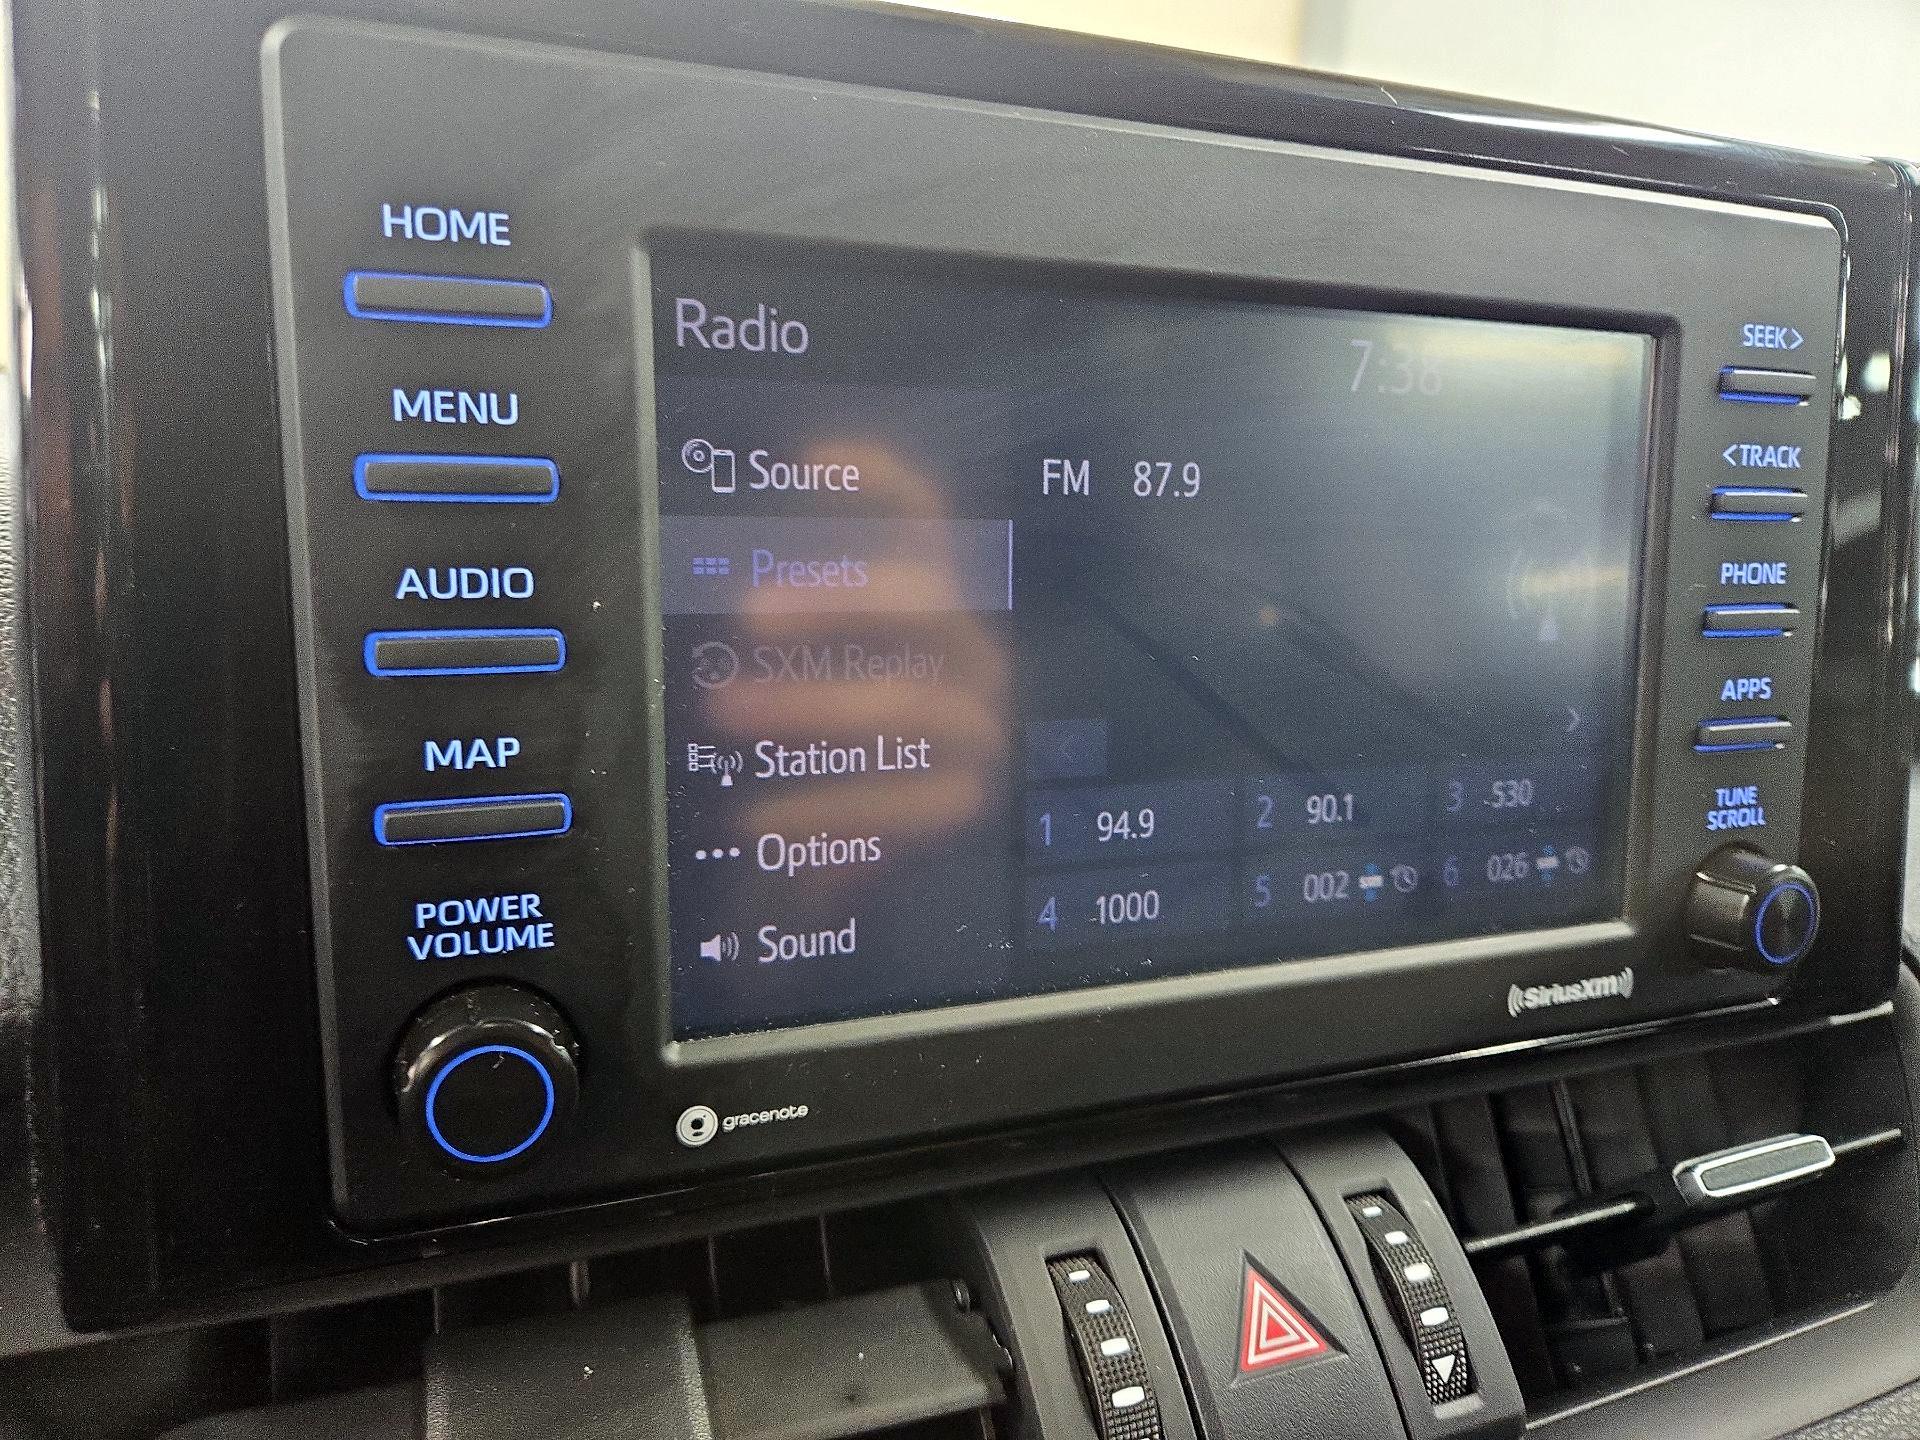 HOME
MENU
AUDIO
MAP
POWER
VOLUME
Radio
7:38
Source
Presets
SXM Replay
Station List
Options
Sound
FM 87.9
<
>
1 94.9
2 90.1
3 530
4 1000
5 002
6 026
SEEK>
<TRACK
PHONE
APPS
TUNE
SCROLL
SiriusXM
gracenote